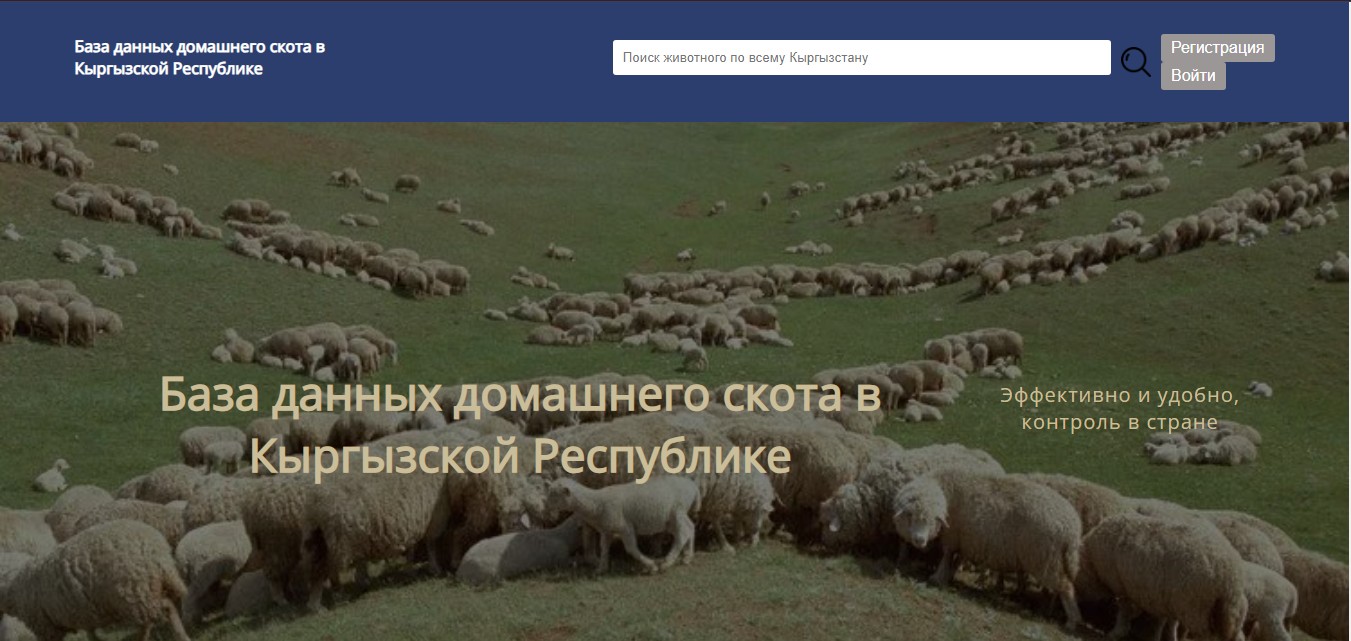 База данных домашнего скота в
Кыргызской Республике
Поиск животного по всему Кыргызстану
Регистрация
Войти
База данных домашнего скота в
Кыргызской Республике
Эффективно и удобно,
контроль в стране